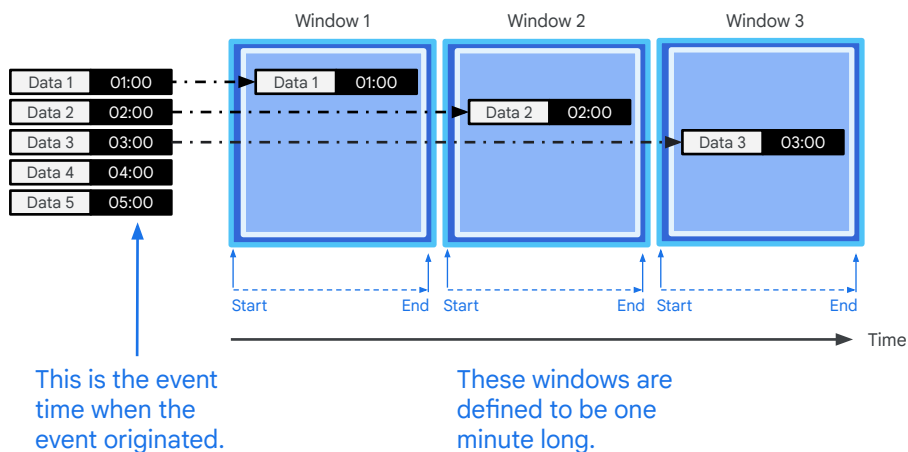 Window 1
Window 2
Window 3
Data 1 01:00
Data 2 02:00
Data 3 03:00
Data 4 04:00
Data 5 05:00
Data 1 01:00
Data 2 02:00
Data 3 03:00
Start
End
Start
End
Start
End
Time
This is the event
time when the
event originated.
These windows are
defined to be one
minute long.